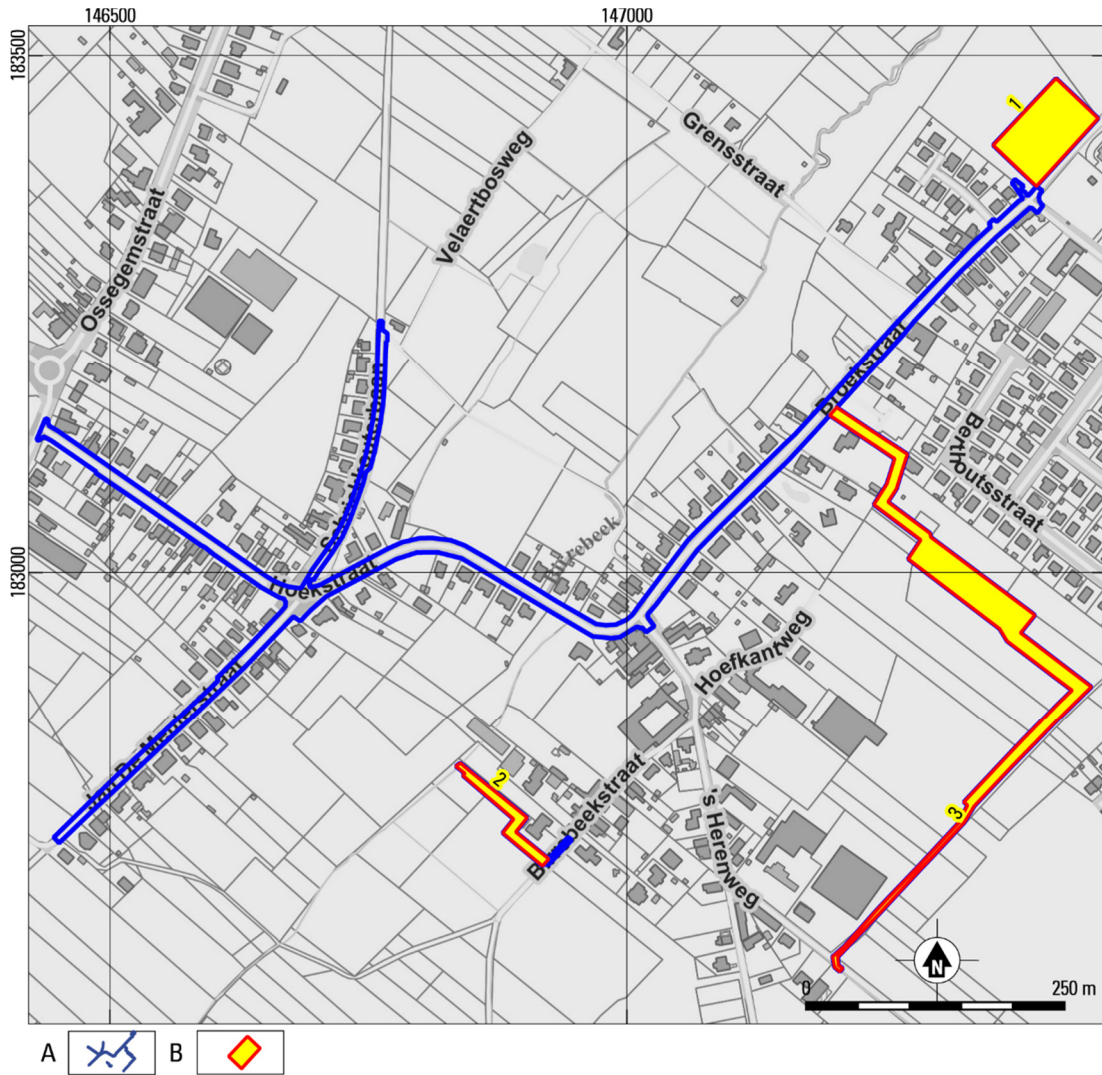 146500 147000
183500
1
Grensstraat
Velaertbosweg
Ossegemstraat
Broekstraat
Berthoutsstraat
183000
Hoekstraat
Hoefkantweg
2
3
's Herenweg
N
0 250 m
A B